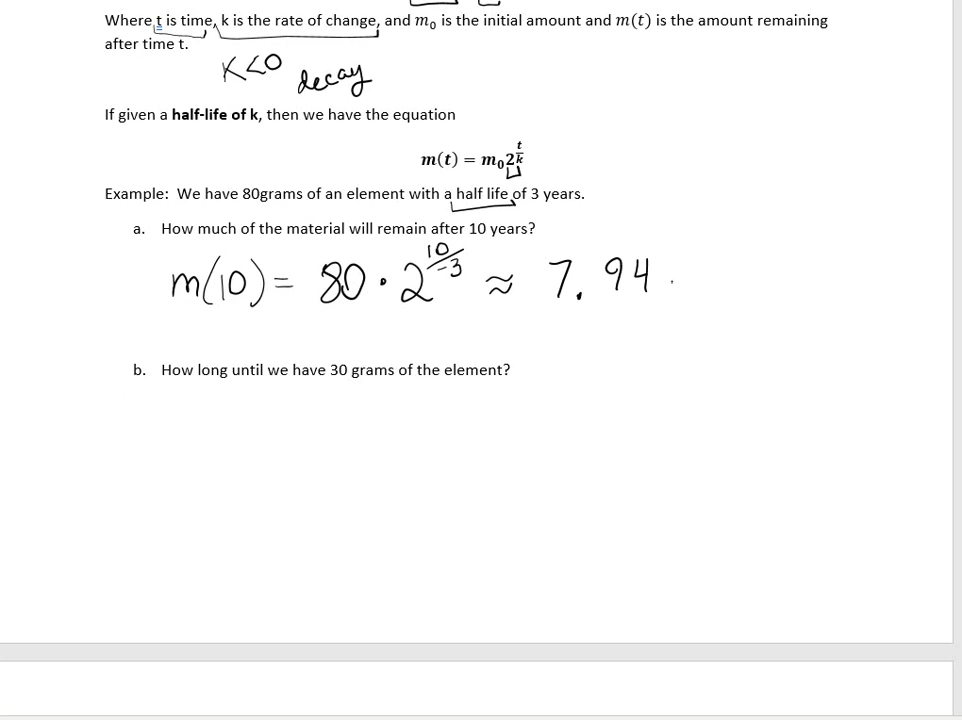 Where t is time, k is the rate of change, and m₀ is the initial amount and m(t) is the amount remaining
after time t.
K<0 decay
If given a half-life of k, then we have the equation
m(t) = m₀2^(t/k)
Example: We have 80grams of an element with a half life of 3 years.
a. How much of the material will remain after 10 years?
m(10) = 80 · 2^(10/-3) ≈ 7.94
b. How long until we have 30 grams of the element?